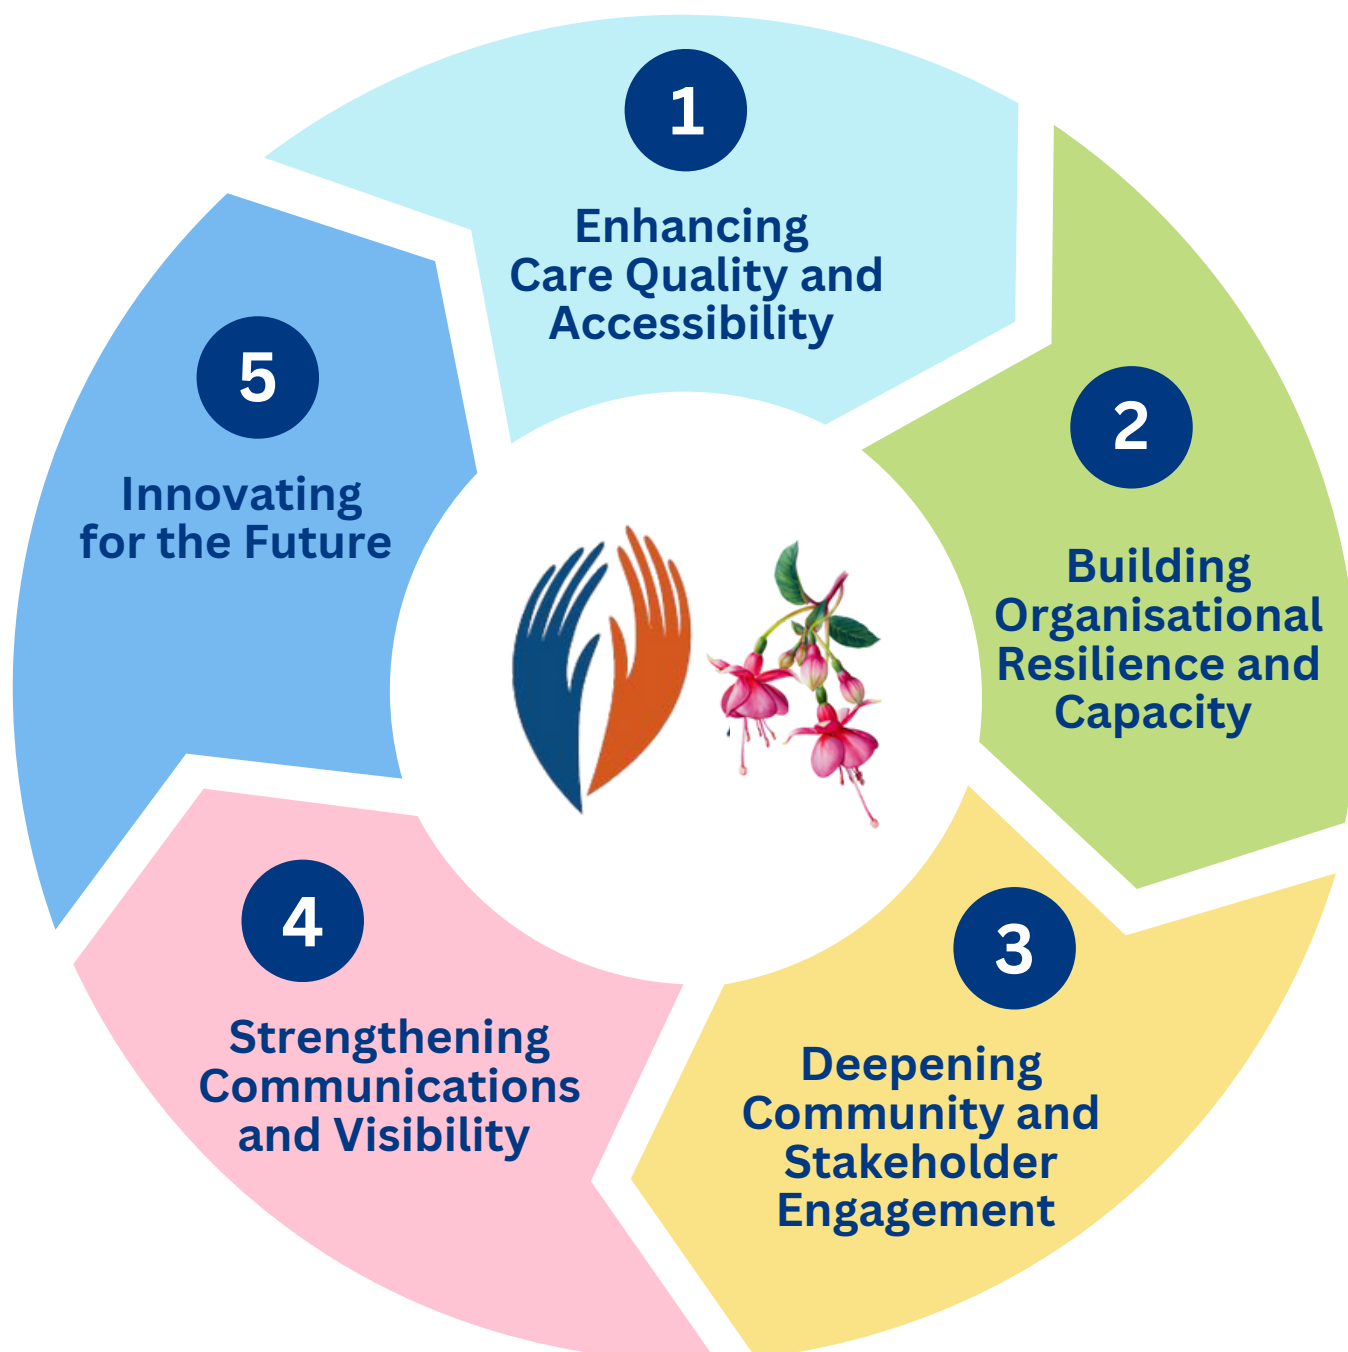 1
Enhancing
Care Quality and
Accessibility
2
Building
Organisational
Resilience and
Capacity
3
Deepening
Community and
Stakeholder
Engagement
4
Strengthening
Communications
and Visibility
5
Innovating
for the Future